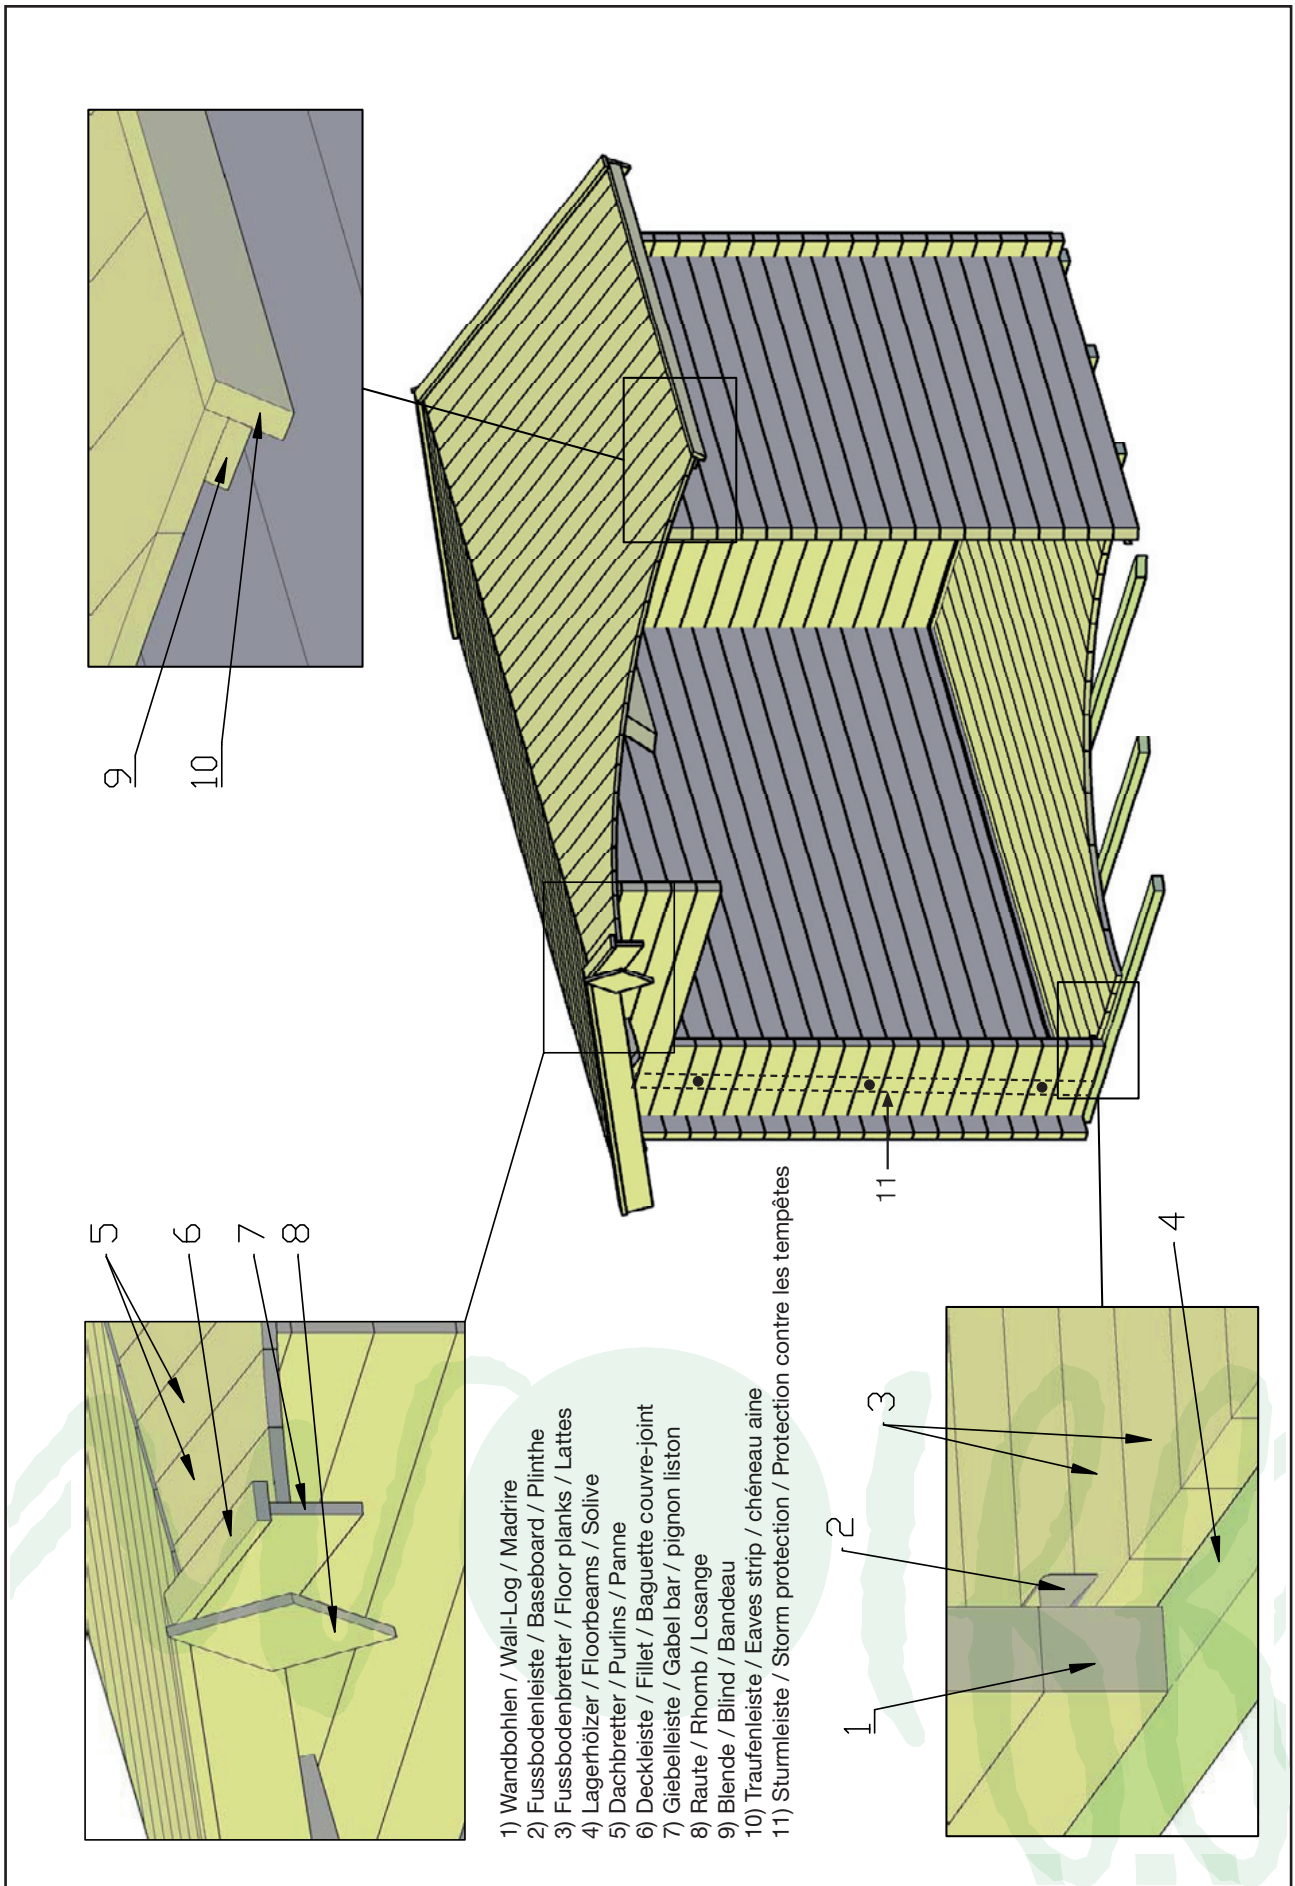 9
10
5
6
7
8
11
1) Wandbohlen / Wall-Log / Madrire
2) Fussbodenleiste / Baseboard / Plinthe
3) Fussbodenbretter / Floor planks / Lattes
4) Lagerhölzer / Floorbeams / Solive
5) Dachbretter / Purlins / Panne
6) Deckleiste / Fillet / Baguette couvre-joint
7) Giebelleiste / Gabel bar / pignon liston
8) Raute / Rhomb / Losange
9) Blende / Blind / Bandeau
10) Traufenleiste / Eaves strip / chéneau aine
11) Sturmleiste / Storm protection / Protection contre les tempêtes
1
2
3
4